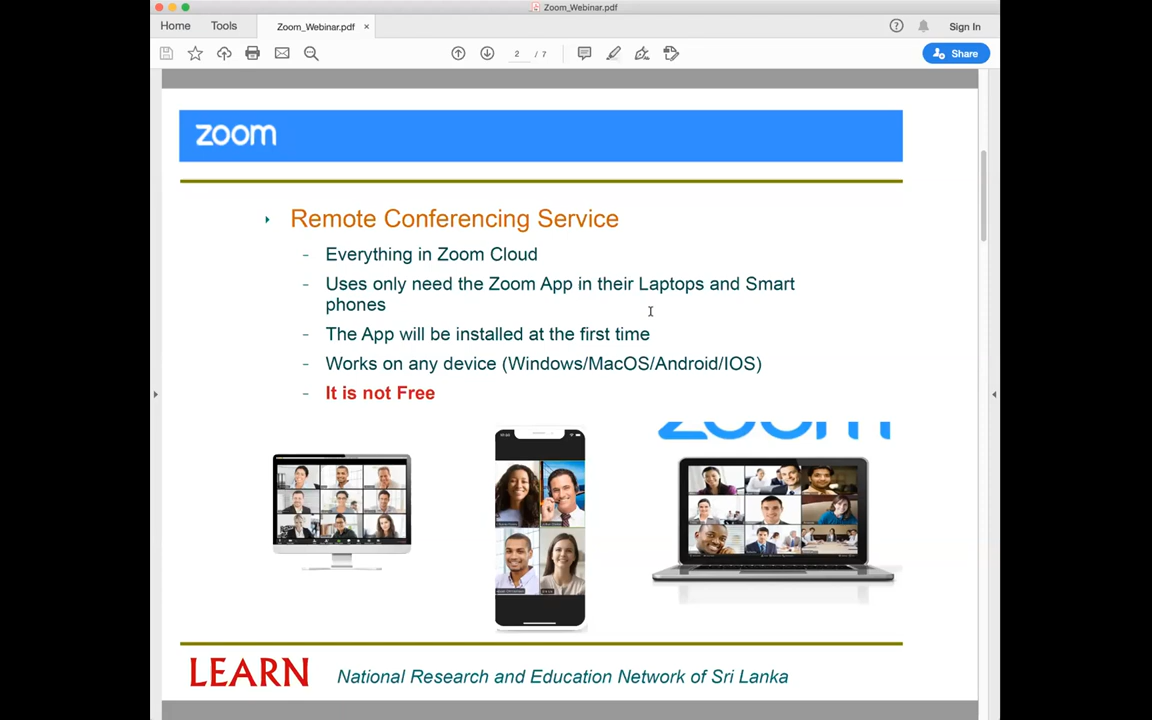 Zoom_Webinar.pdf
Home
Tools
Zoom_Webinar.pdf ×
Sign In
2 / 7
Share
zoom
Remote Conferencing Service
- Everything in Zoom Cloud
- Uses only need the Zoom App in their Laptops and Smart
phones
- The App will be installed at the first time
- Works on any device (Windows/MacOS/Android/IOS)
- It is not Free
zoom
LEARN
National Research and Education Network of Sri Lanka